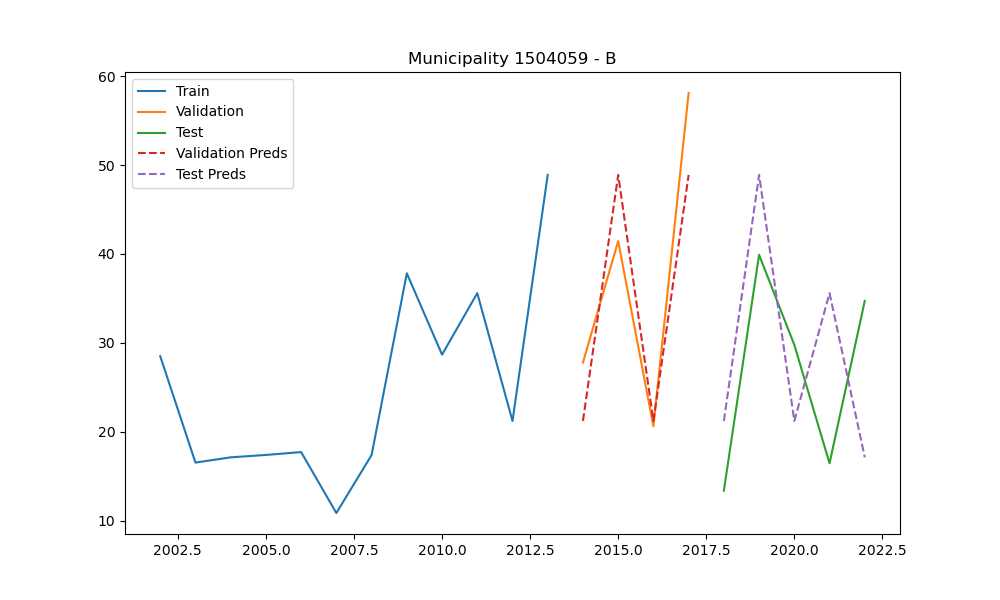 Municipality 1504059 - B
Train
Validation
Test
Validation Preds
Test Preds
60
50
40
30
20
10
2002.5 2005.0 2007.5 2010.0 2012.5 2015.0 2017.5 2020.0 2022.5